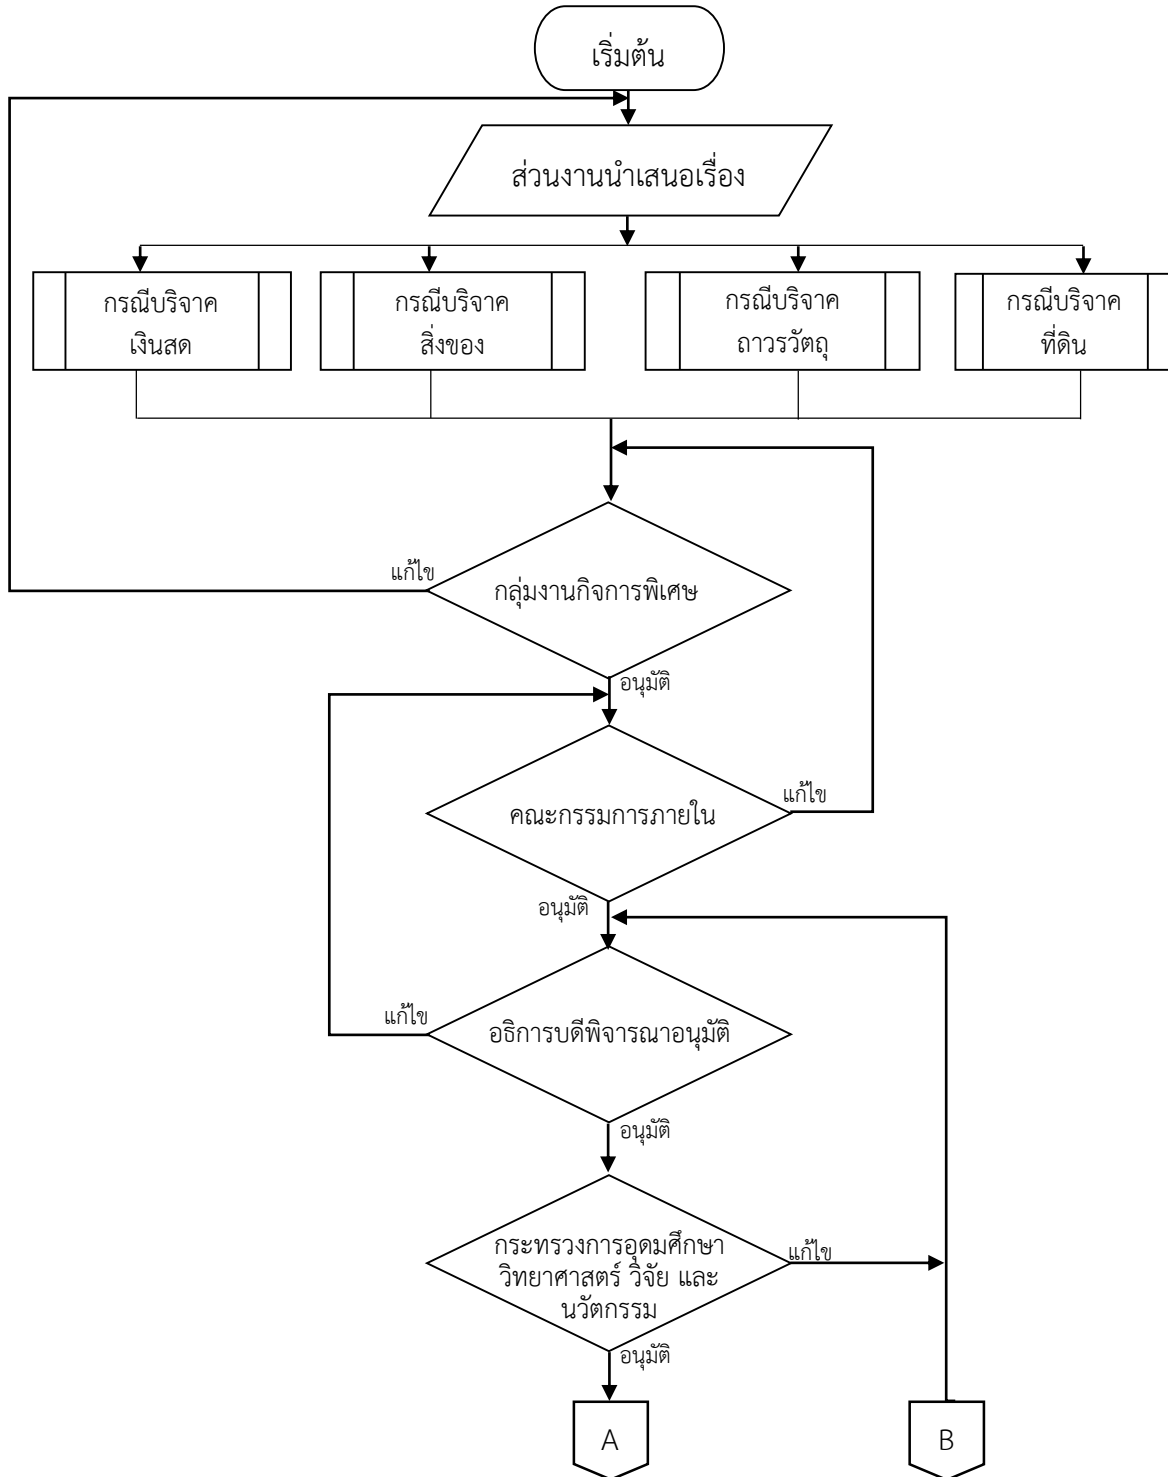 เริ่มต้น
ส่วนงานนำเสนอเรื่อง
กรณีบริจาค
เงินสด
กรณีบริจาค
สิ่งของ
กรณีบริจาค
ถาวรวัตถุ
กรณีบริจาค
ที่ดิน
แก้ไข
กลุ่มงานกิจการพิเศษ
อนุมัติ
คณะกรรมการภายใน
แก้ไข
อนุมัติ
แก้ไข
อธิการบดีพิจารณาอนุมัติ
อนุมัติ
กระทรวงการอุดมศึกษา
วิทยาศาสตร์ วิจัย และ
นวัตกรรม
แก้ไข
อนุมัติ
A
B